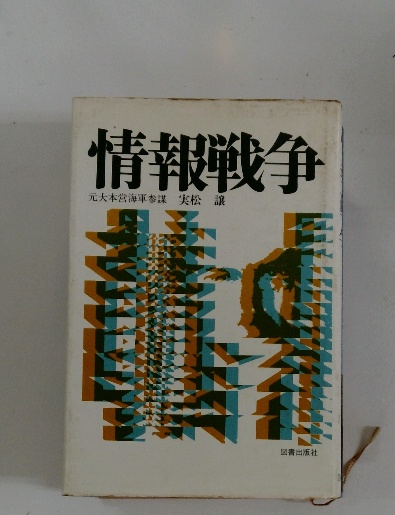 情報戦争
元大本営海軍参謀 実松 譲
図書出版社